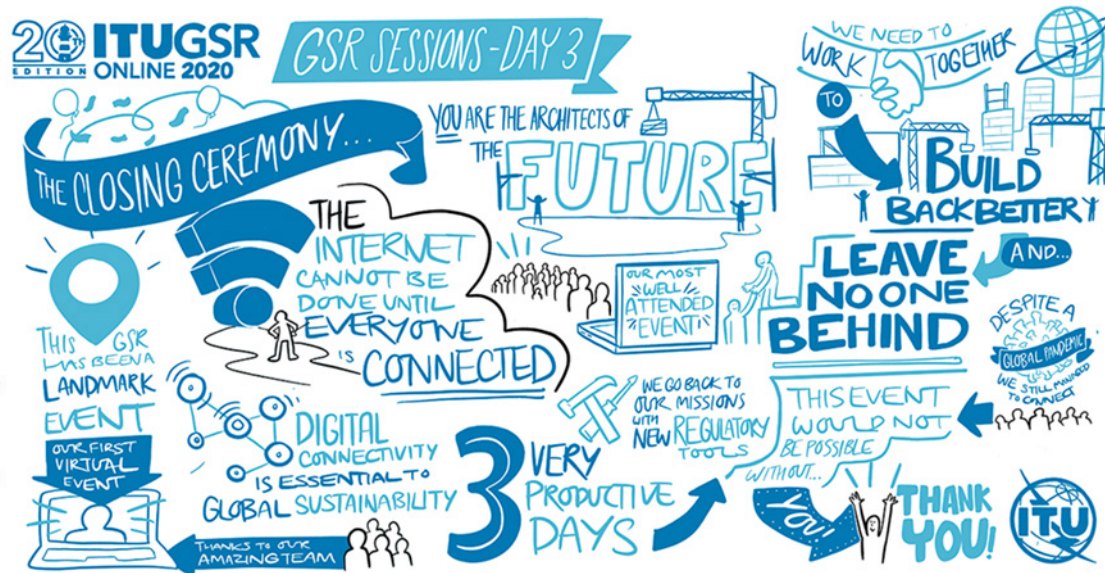 20TH EDITION
ITUGSR
ONLINE 2020
GSR SESSIONS - DAY 3
THE CLOSING CEREMONY...
YOU ARE THE ARCHITECTS OF
THE FUTURE
WE NEED TO
WORK TOGETHER
TO
BUILD
BACK BETTER
AND...
LEAVE
NO ONE
BEHIND
THE
INTERNET
CANNOT BE
DONE UNTIL
EVERYONE
IS
CONNECTED
OUR MOST
"WELL
ATTENDED
EVENT"
DESPITE A
GLOBAL PANDEMIC
WE STILL MANAGED
TO CONNECT
THIS GSR
HAS BEEN A
LANDMARK
EVENT
OUR FIRST
VIRTUAL
EVENT
THANKS TO OUR
AMAZING TEAM
DIGITAL
CONNECTIVITY
IS ESSENTIAL TO
GLOBAL SUSTAINABILITY
3 VERY
PRODUCTIVE
DAYS
WE GO BACK TO
OUR MISSIONS
WITH
NEW REGULATORY
TOOLS
THIS EVENT
WOULD NOT
BE POSSIBLE
WITHOUT...
YOU!
THANK
YOU!
ITU